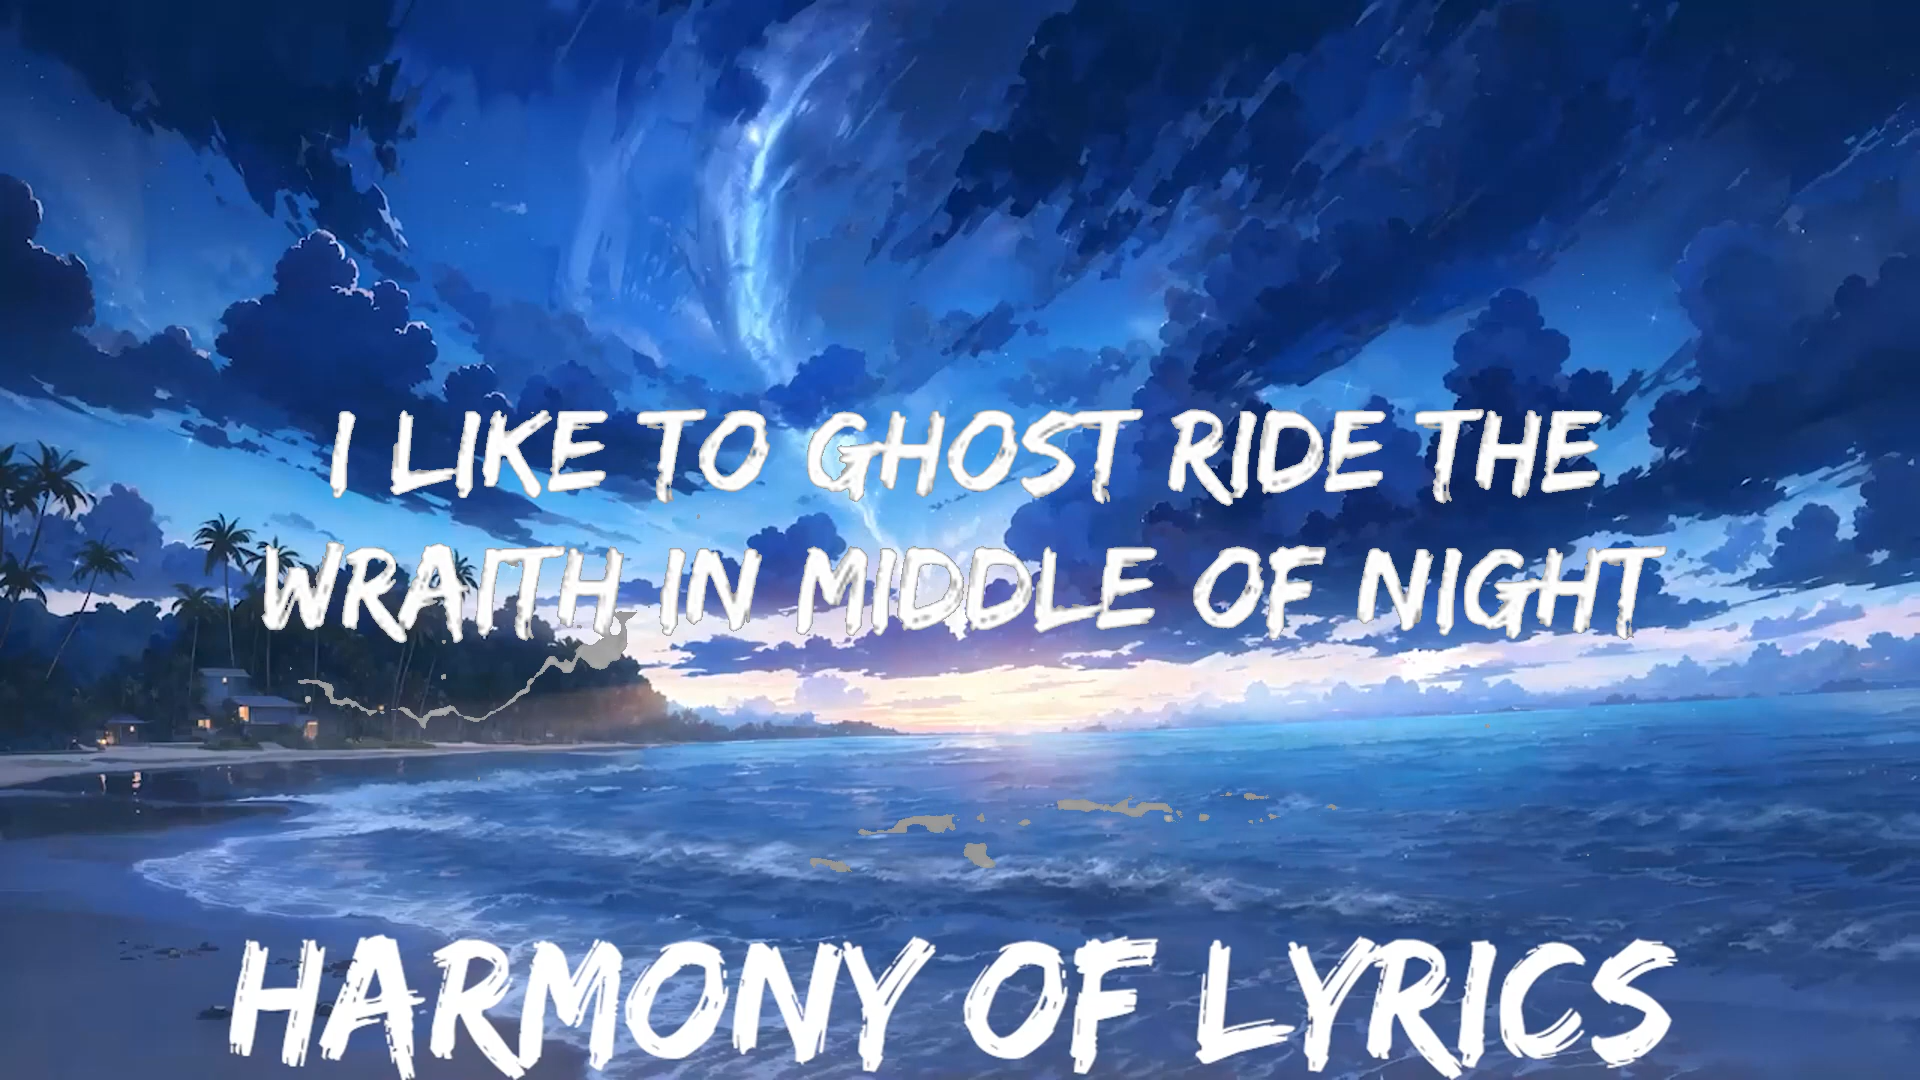 I LIKE TO GHOST RIDE THE
WRAITH IN MIDDLE OF NIGHT
HARMONY OF LYRICS